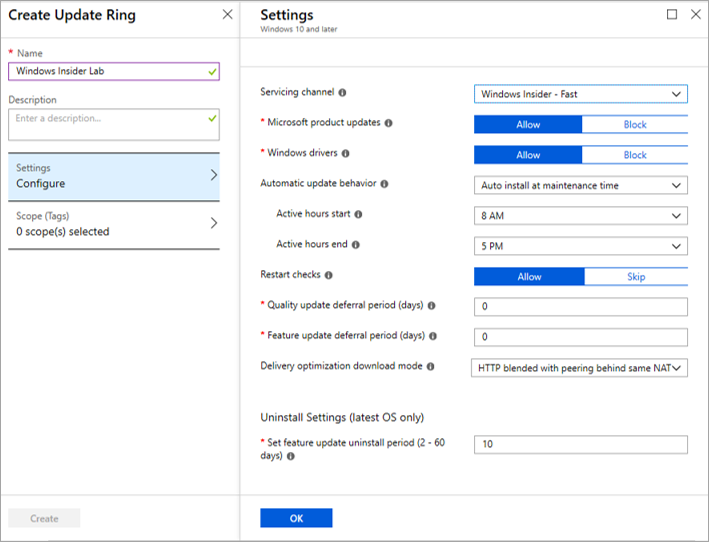 Create Update Ring
* Name
Windows Insider Lab
Description
Enter a description...
Settings
Configure
Scope (Tags)
0 scope(s) selected
Create
Settings
Windows 10 and later
Servicing channel
Windows Insider - Fast
* Microsoft product updates
Allow
Block
* Windows drivers
Allow
Block
Automatic update behavior
Auto install at maintenance time
Active hours start
8 AM
Active hours end
5 PM
Restart checks
Allow
Skip
* Quality update deferral period (days)
0
* Feature update deferral period (days)
0
Delivery optimization download mode
HTTP blended with peering behind same NAT
Uninstall Settings (latest OS only)
* Set feature update uninstall period (2 - 60
days)
10
OK